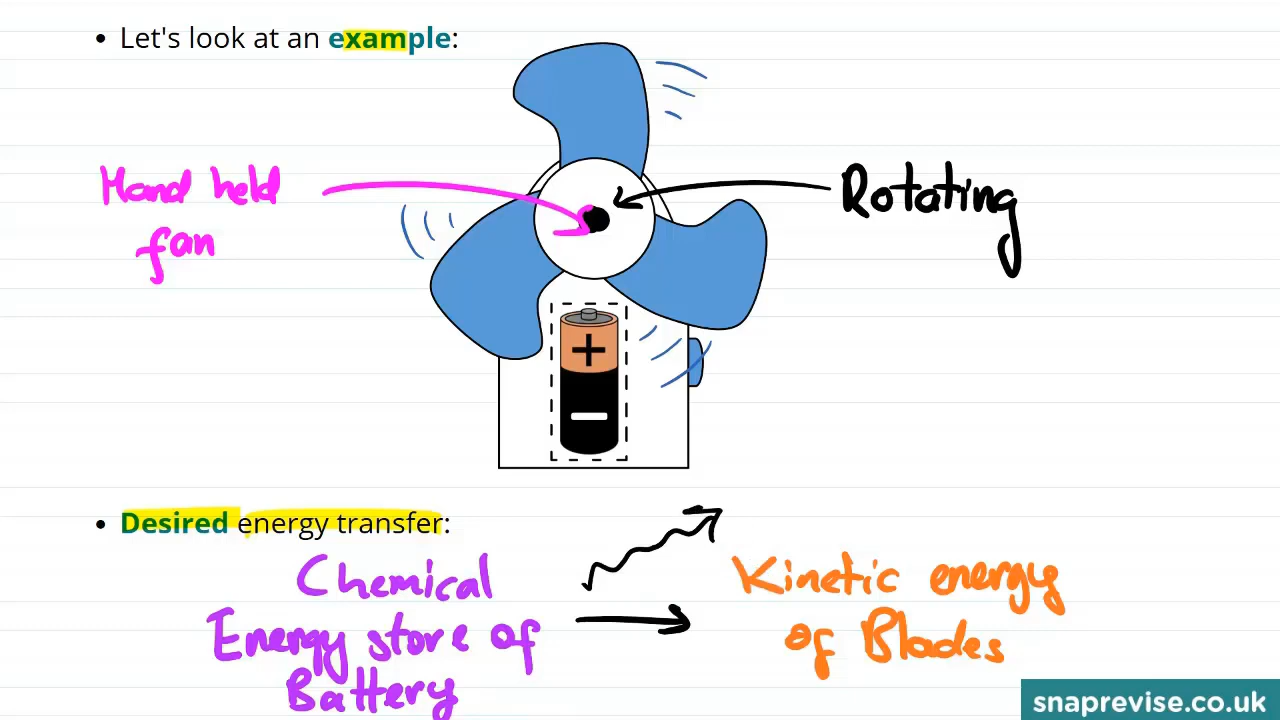 Let's look at an example:
Hand held
fan
Rotating
+
-
Desired energy transfer:
Chemical
Energy store of
Battery
Kinetic energy
of Blades
snaprevise.co.uk